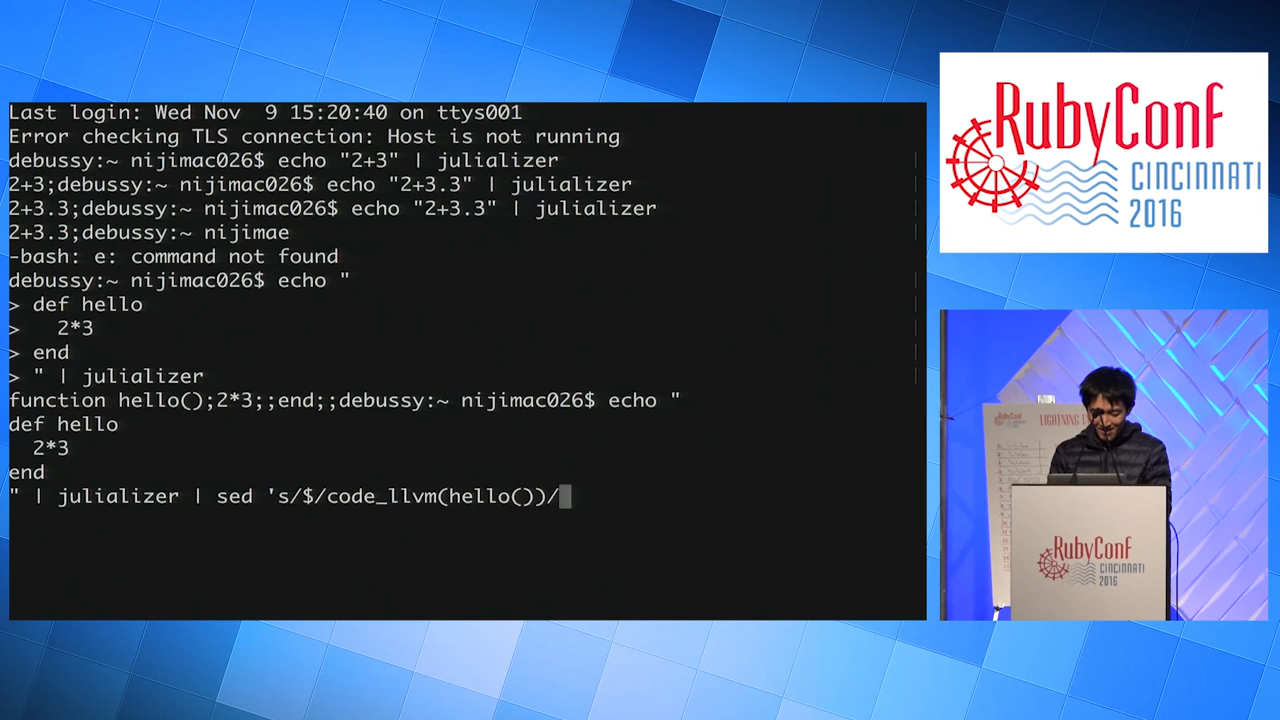 Last login: Wed Nov  9 15:20:40 on ttys001
Error checking TLS connection: Host is not running
debussy:~ nijimac026$ echo "2+3" | julializer
2+3;debussy:~ nijimac026$ echo "2+3.3" | julializer
2+3.3;debussy:~ nijimac026$ echo "2+3.3" | julializer
2+3.3;debussy:~ nijimae
-bash: e: command not found
debussy:~ nijimac026$ echo "
> def hello
>   2*3
> end
> " | julializer
function hello();2*3;;end;;debussy:~ nijimac026$ echo "
def hello
  2*3
end
" | julializer | sed 's/$/code_llvm(hello())/
RubyConf
CINCINNATI
2016
RubyConf
LIGHTNING
RubyConf
CINCINNATI
2016